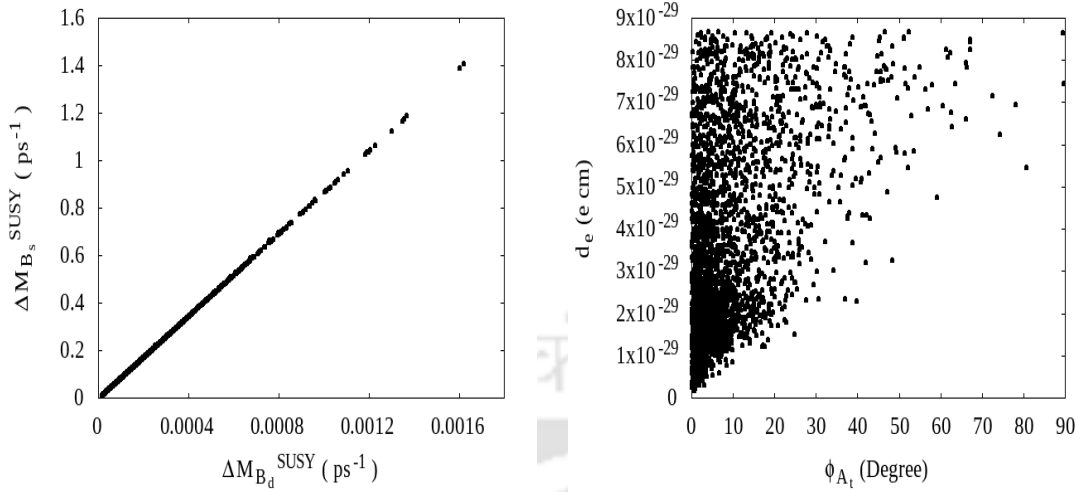 1.6
1.4
1.2
1
0.8
0.6
0.4
0.2
0
0 0.0004 0.0008 0.0012 0.0016
ΔM_{B_s}^{SUSY} ( ps^{-1} )
ΔM_{B_d}^{SUSY} ( ps^{-1} )
9x10^{-29}
8x10^{-29}
7x10^{-29}
6x10^{-29}
5x10^{-29}
4x10^{-29}
3x10^{-29}
2x10^{-29}
1x10^{-29}
0
0 10 20 30 40 50 60 70 80 90
d_e (e cm)
ϕ_{A_t} (Degree)